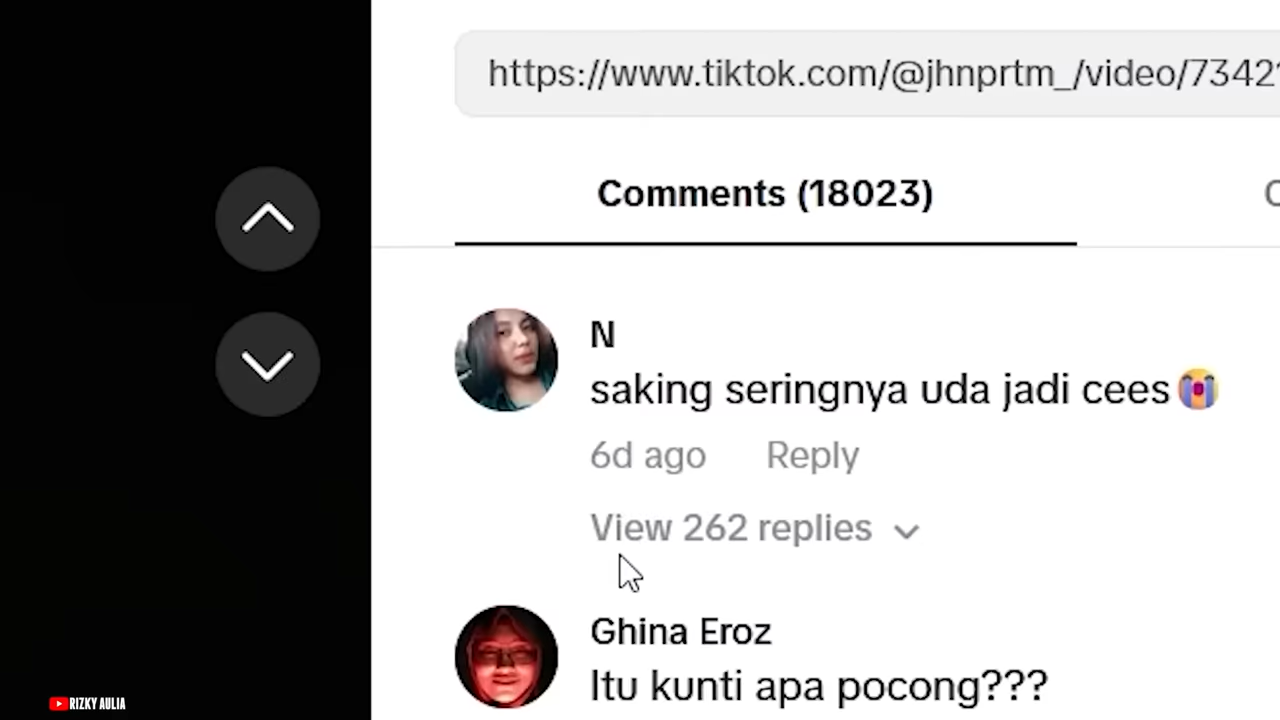 https://www.tiktok.com/@jhnprtm_/video/7342
Comments (18023)
N
saking seringnya uda jadi cees😭
6d ago Reply
View 262 replies
Ghina Eroz
Itu kunti apa pocong???
RIZKY AULIA